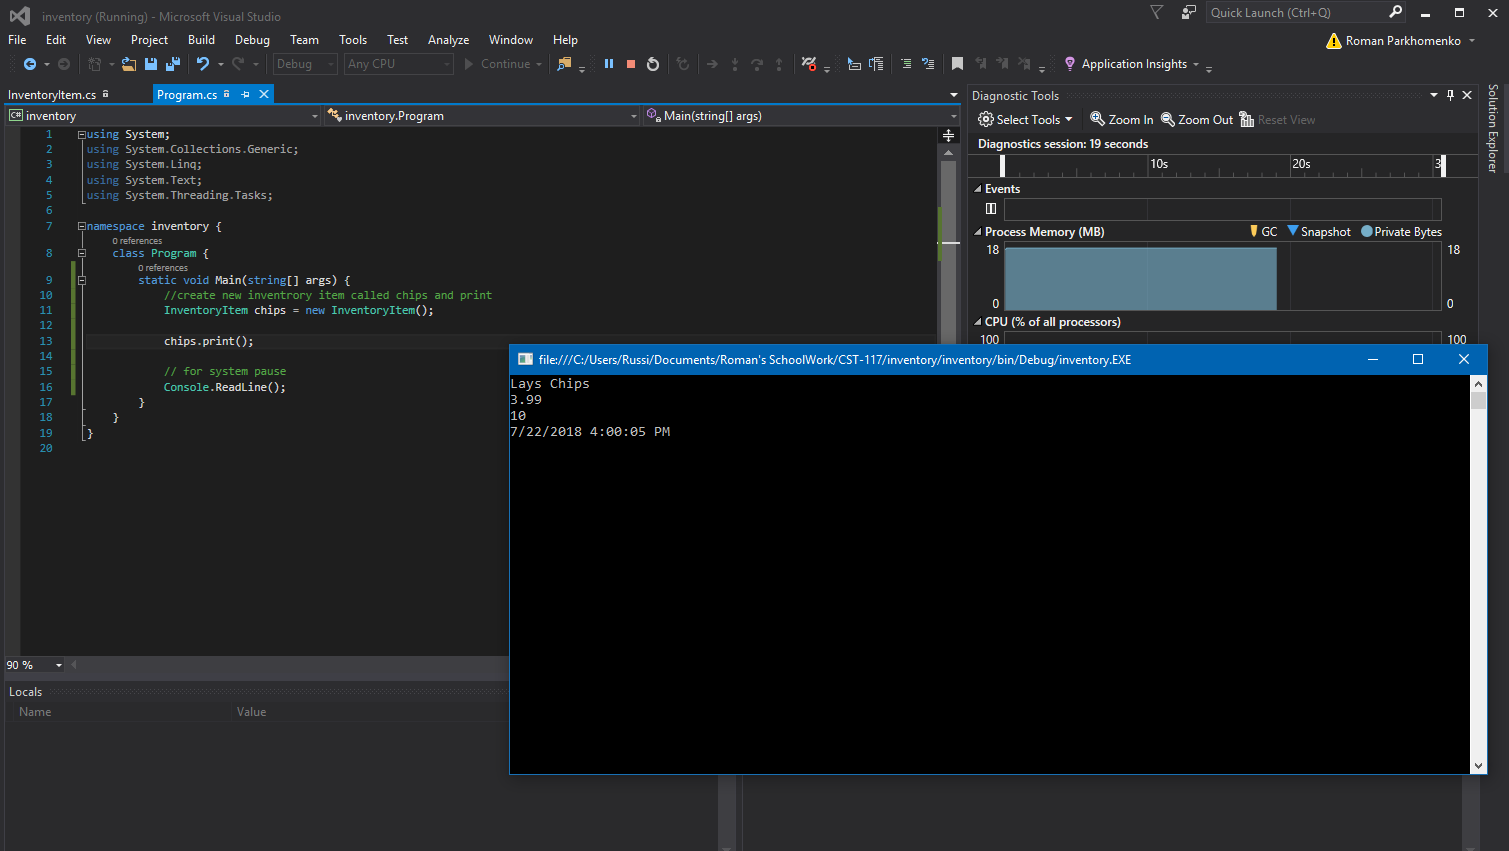 inventory (Running) - Microsoft Visual Studio
Quick Launch (Ctrl+Q)
File Edit View Project Build Debug Team Tools Test Analyze Window Help
Roman Parkhomenko
Debug Any CPU Continue Application Insights
InventoryItem.cs Program.cs
inventory inventory.Program Main(string[] args)
1 using System;
2 using System.Collections.Generic;
3 using System.Linq;
4 using System.Text;
5 using System.Threading.Tasks;
6
7 namespace inventory {
0 references
8 class Program {
0 references
9 static void Main(string[] args) {
10 //create new inventrory item called chips and print
11 InventoryItem chips = new InventoryItem();
12
13 chips.print();
14
15 // for system pause
16 Console.ReadLine();
17 }
18 }
19 }
20
90 %
Locals
Name Value
Diagnostic Tools
Select Tools Zoom In Zoom Out Reset View
Diagnostics session: 19 seconds
10s 20s 3
Events
Process Memory (MB) GC Snapshot Private Bytes
18 18
0 0
CPU (% of all processors)
100 100
Solution Explorer
file:///C:/Users/Russi/Documents/Roman's SchoolWork/CST-117/inventory/inventory/bin/Debug/inventory.EXE
Lays Chips
3.99
10
7/22/2018 4:00:05 PM